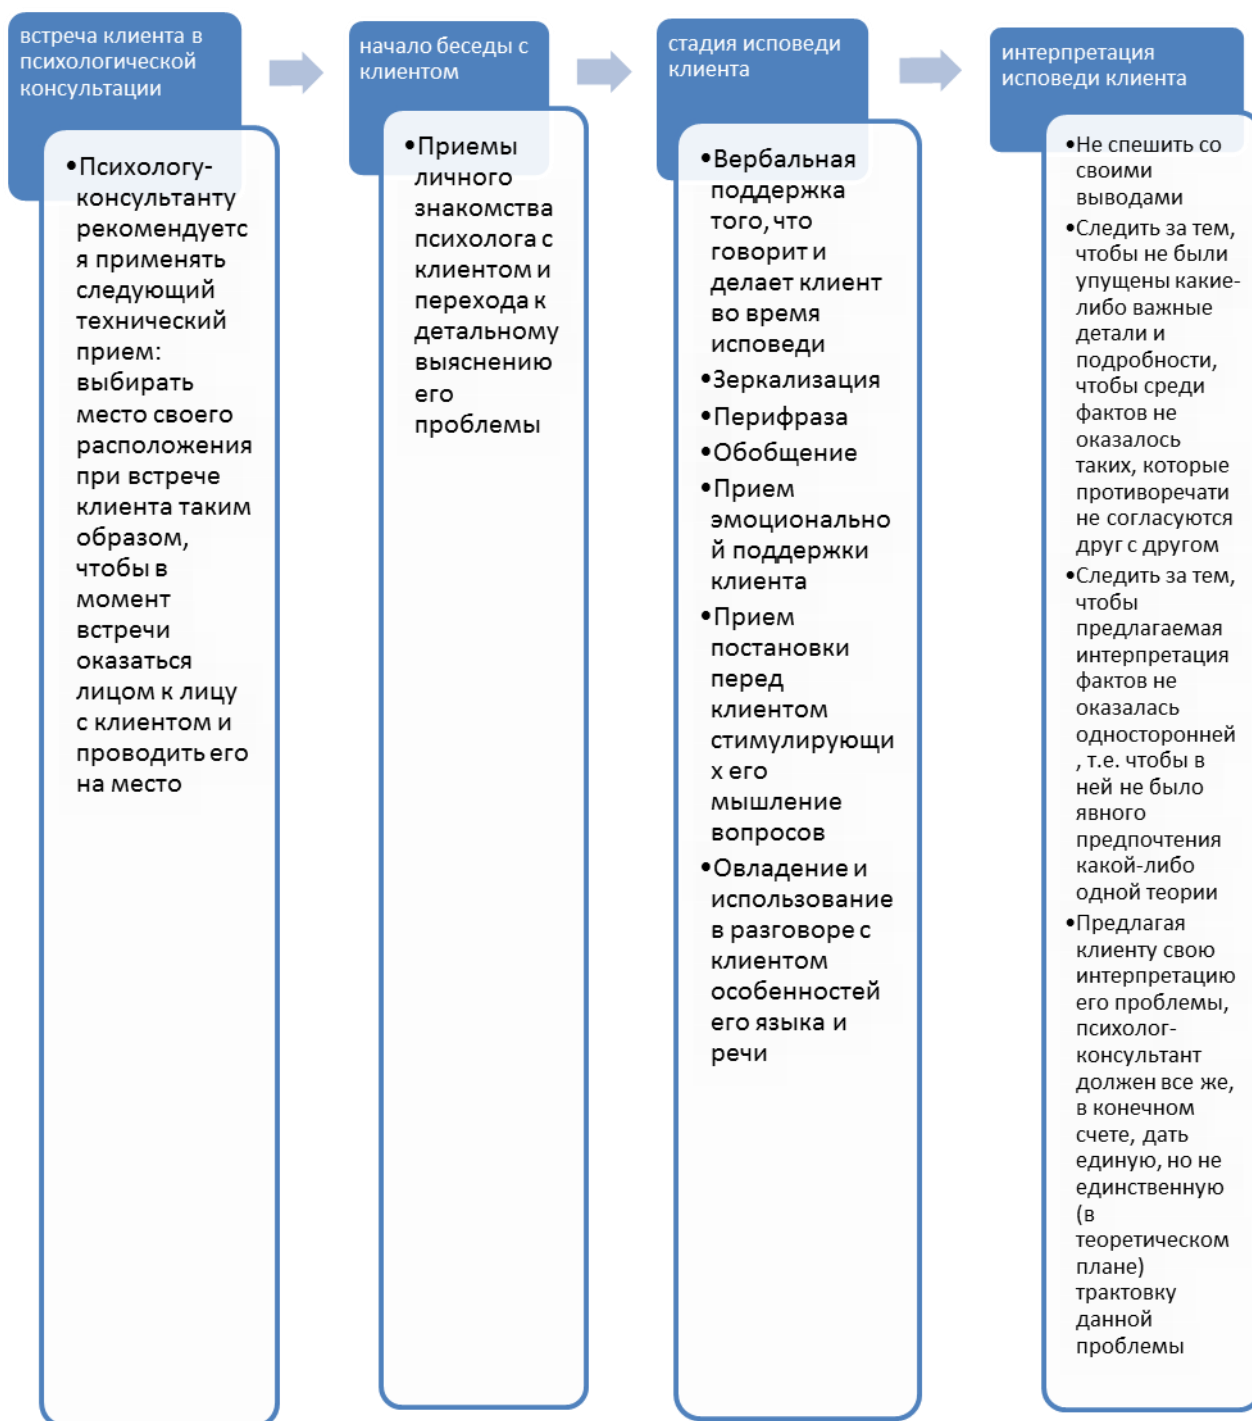 встреча клиента в
психологической
консультации
•Психологу-
консультанту
рекомендуетс
я применять
следующий
технический
прием:
выбирать
место своего
расположения
при встрече
клиента таким
образом,
чтобы в
момент
встречи
оказаться
лицом к лицу
с клиентом и
проводить его
на место
начало беседы с
клиентом
•Приемы
личного
знакомства
психолога с
клиентом и
перехода к
детальному
выяснению
его
проблемы
стадия исповеди
клиента
•Вербальная
поддержка
того, что
говорит и
делает клиент
во время
исповеди
•Зеркализация
•Перифраза
•Обобщение
•Прием
эмоционально
й поддержки
клиента
•Прием
постановки
перед
клиентом
стимулирующи
х его
мышление
вопросов
•Овладение и
использование
в разговоре с
клиентом
особенностей
его языка и
речи
интерпретация
исповеди клиента
•Не спешить со
своими
выводами
•Следить за тем,
чтобы не были
упущены какие-
либо важные
детали и
подробности,
чтобы среди
фактов не
оказалось
таких, которые
противоречати
не согласуются
друг с другом
•Следить за тем,
чтобы
предлагаемая
интерпретация
фактов не
оказалась
односторонней
, т.е. чтобы в
ней не было
явного
предпочтения
какой-либо
одной теории
•Предлагая
клиенту свою
интерпретацию
его проблемы,
психолог-
консультант
должен все же,
в конечном
счете, дать
единую, но не
единственную
(в
теоретическом
плане)
трактовку
данной
проблемы